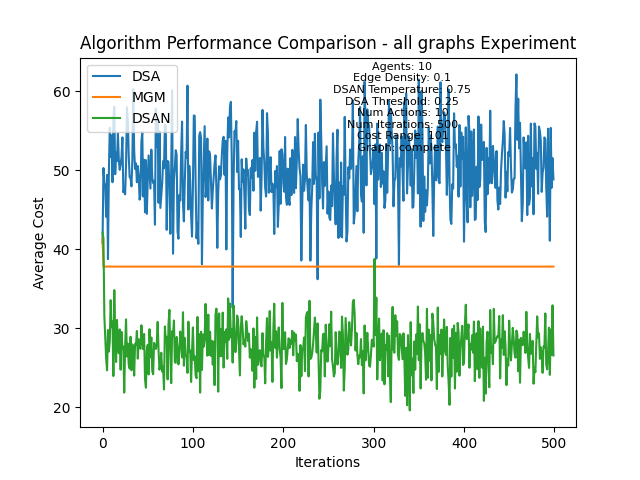 Algorithm Performance Comparison - all graphs Experiment
DSA
MGM
DSAN
Agents: 10
Edge Density: 0.1
DSAN Temperature: 0.75
DSA Threshold: 0.25
Num Actions: 10
Num Iterations: 500
Cost Range: 101
Graph: complete
Average Cost
60
50
40
30
20
0
100
200
300
400
500
Iterations